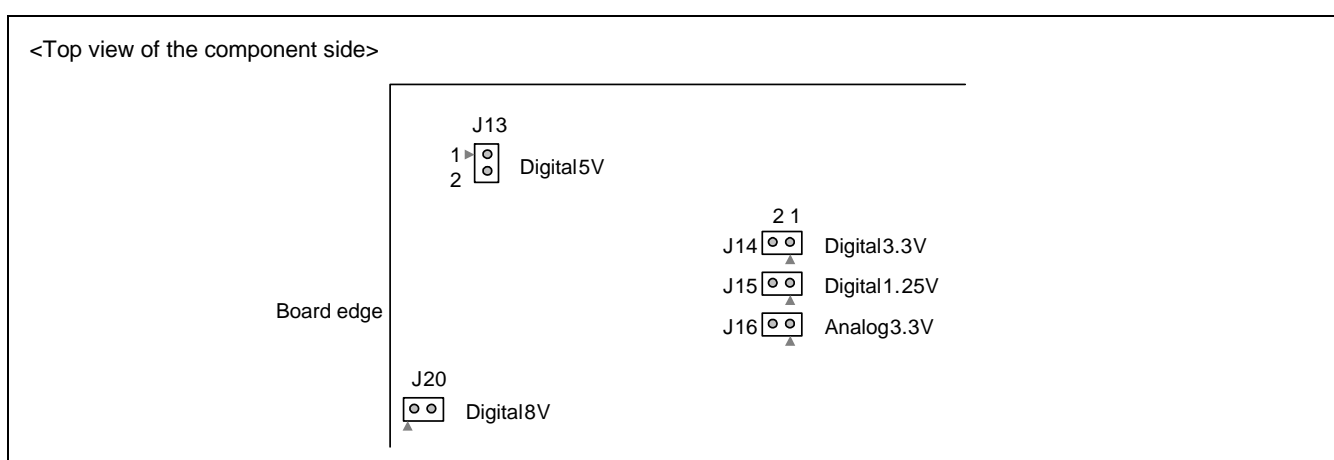 <Top view of the component side>
J13
1
2
Digital5V
2 1
J14
Digital3.3V
J15
Digital1.25V
Board edge
J16
Analog3.3V
J20
Digital8V